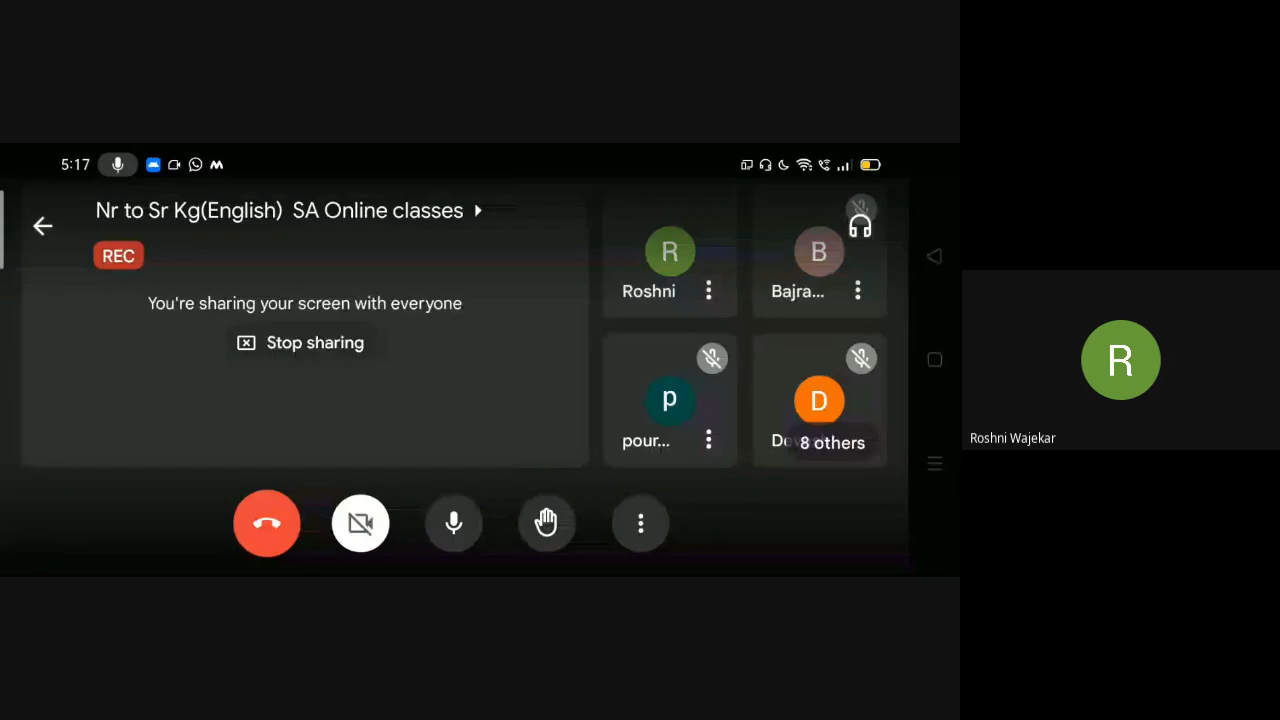 5:17
Nr to Sr Kg(English) SA Online classes
REC
You're sharing your screen with everyone
Stop sharing
R
Roshni
B
Bajra...
p
pour...
D
8 others
R
Roshni Wajekar